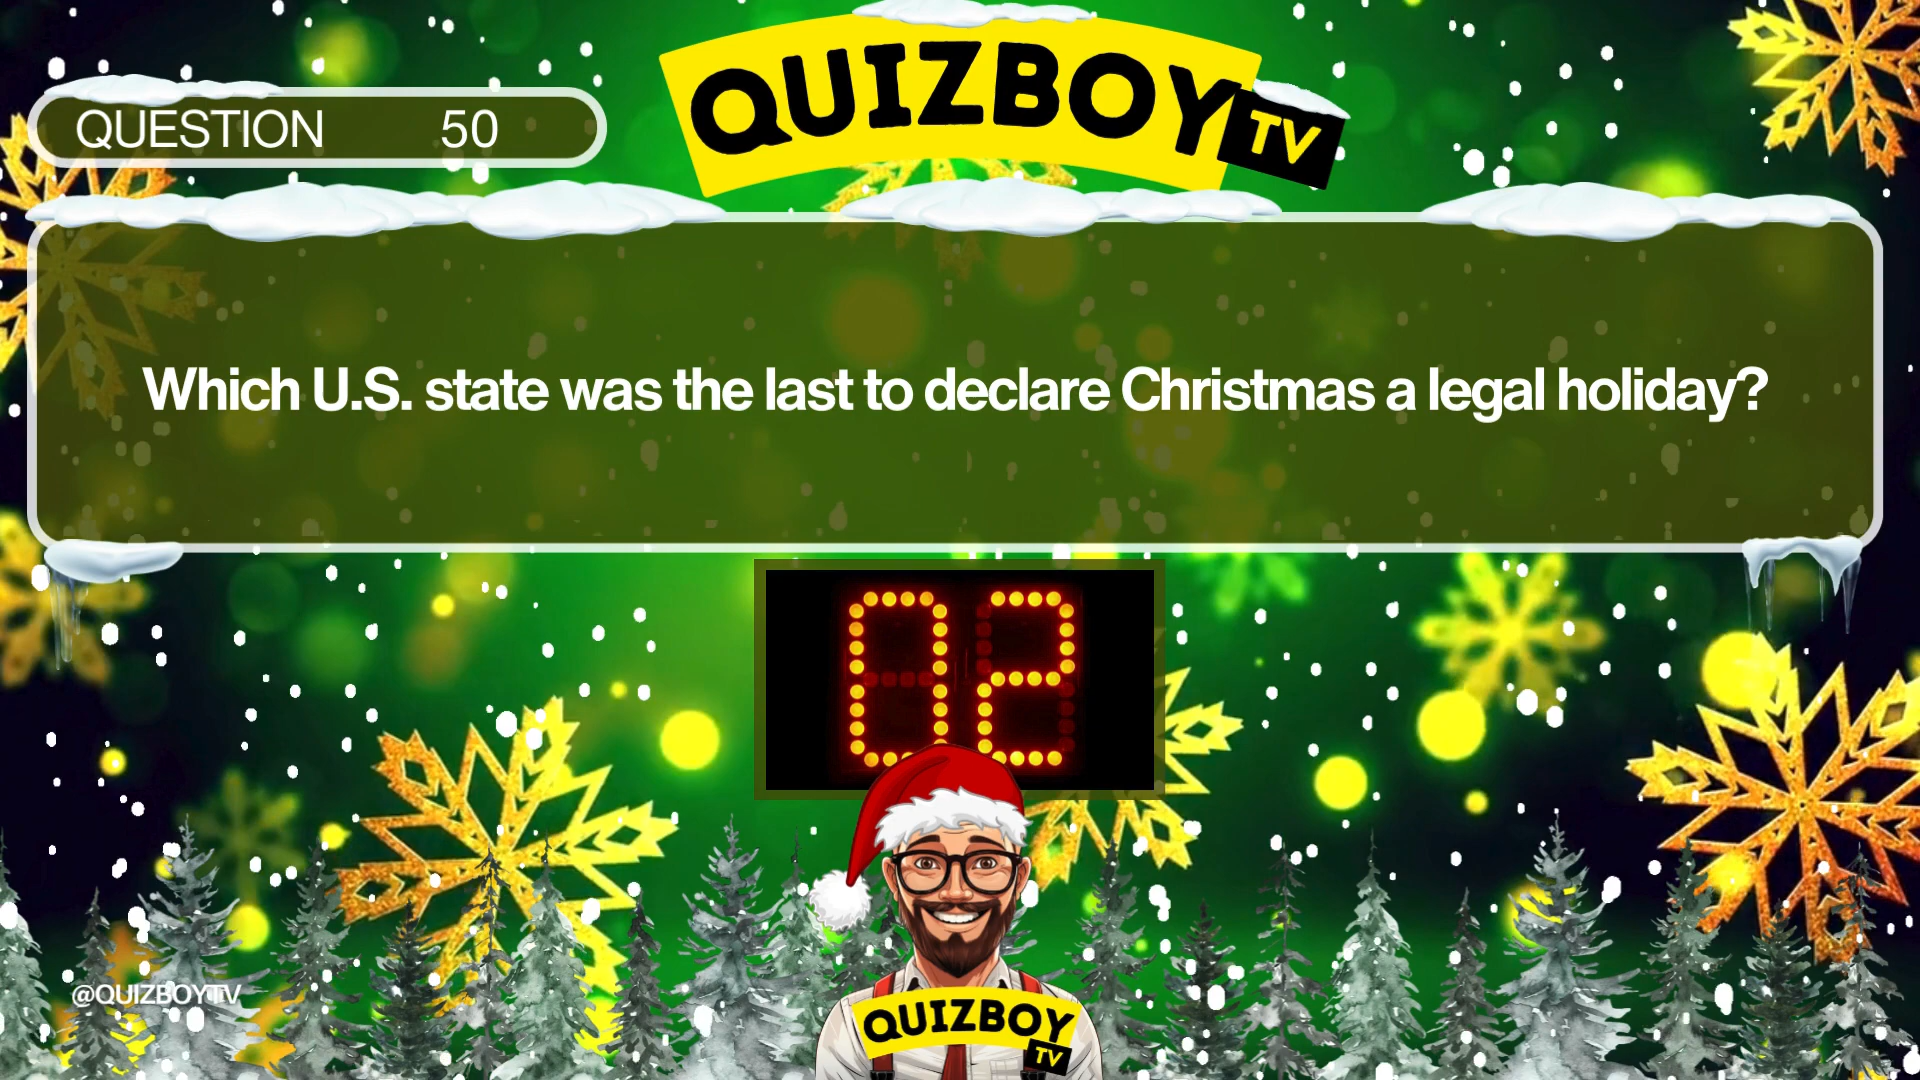 QUIZBOY
TV
QUESTION 50
Which U.S. state was the last to declare Christmas a legal holiday?
02
@QUIZBOYTV
QUIZBOY
TV